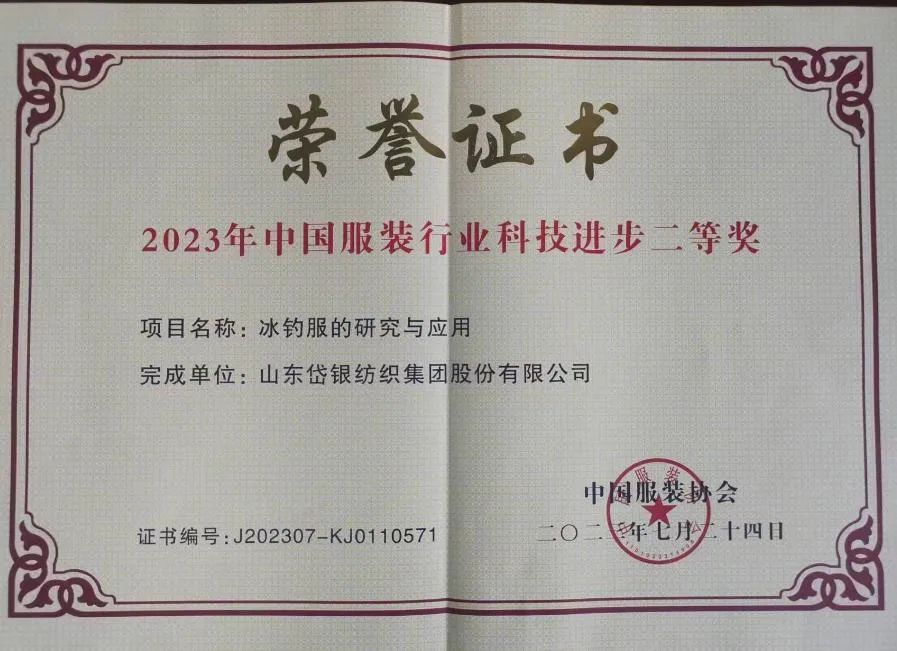 荣誉证书
2023年中国服装行业科技进步二等奖
项目名称：冰钓服的研究与应用
完成单位：山东岱银纺织集团股份有限公司
中国服装协会
证书编号：J202307-KJ0110571
二〇二三年七月二十四日